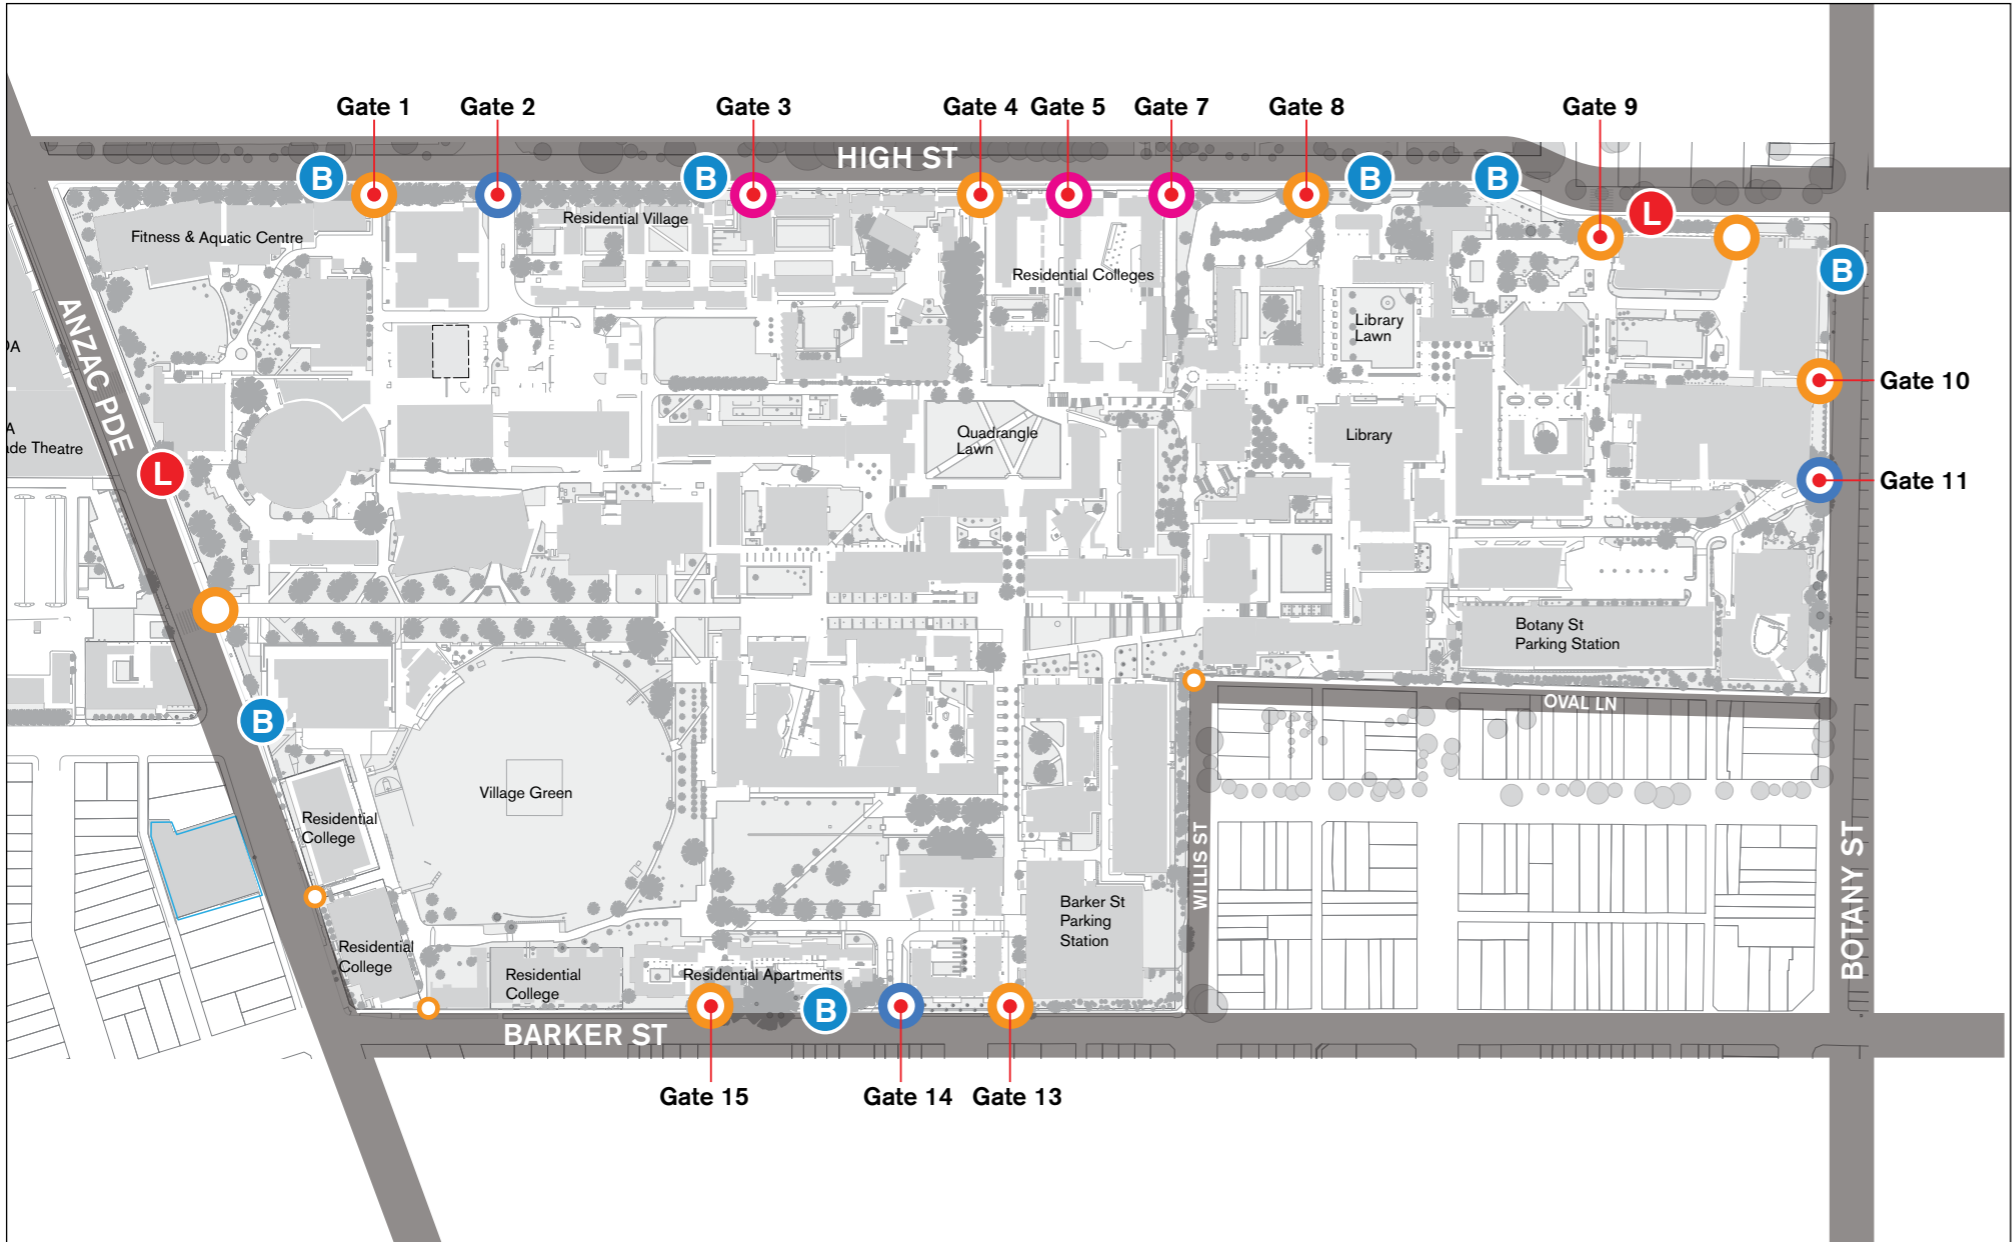 Gate 1
Gate 2
Gate 3
Gate 4
Gate 5
Gate 7
Gate 8
Gate 9
HIGH ST
B
B
B
B
L
B
Residential Village
Fitness & Aquatic Centre
Residential Colleges
Library
Lawn
ANZAC PDE
DA
A
ade Theatre
L
Gate 10
Quadrangle
Lawn
Library
Gate 11
Botany St
Parking Station
OVAL LN
B
Village Green
Residential
College
WILLIS ST
BOTANY ST
Barker St
Parking
Station
Residential
College
Residential
College
Residential Apartments
B
BARKER ST
Gate 15
Gate 14
Gate 13